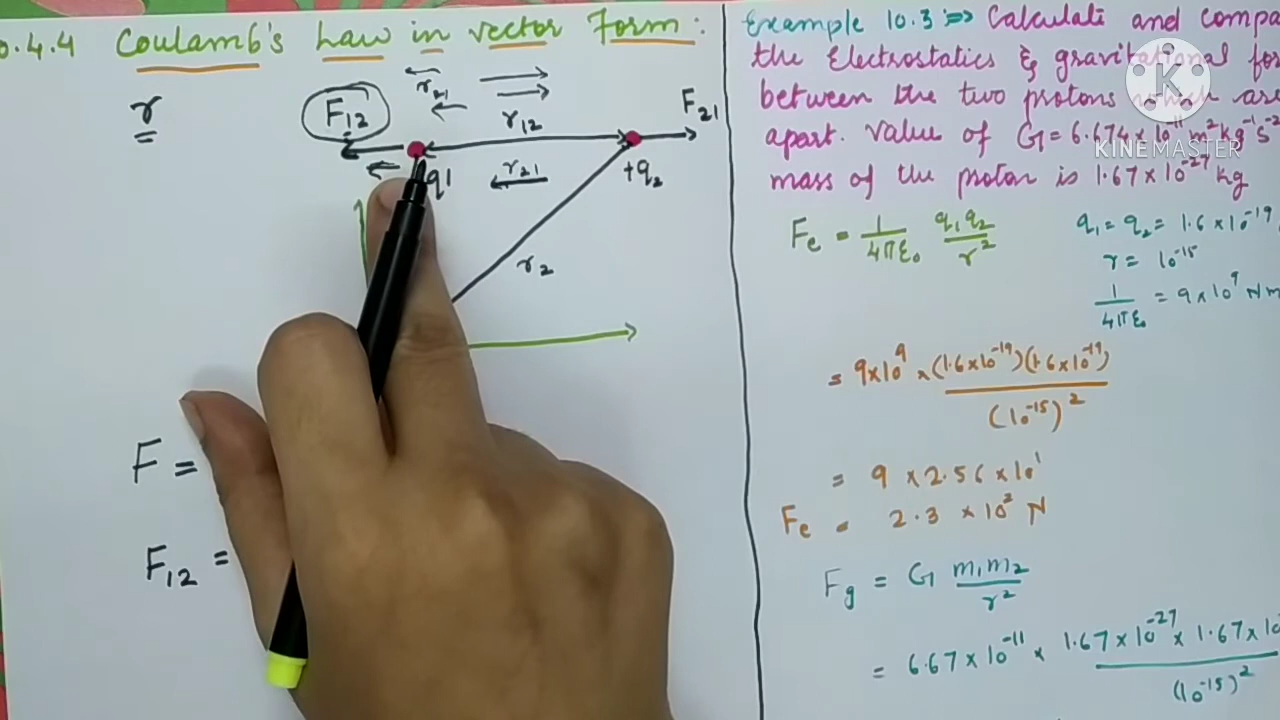 0.4.4 Coulamb's Law in vector Form:
r
F12
r21
r12
F21
r21
q1
+q2
r2
F =
F12 =
Example 10.3 => Calculate and compa
the Electrostatics & gravitational for
between the two protons which are
apart. Value of G = 6.674 × 10⁻¹¹ m² kg⁻¹ s⁻²
mass of the proton is 1.67 × 10⁻²⁷ kg
Fe = 1/4πε₀ q₁q₂/r²
q₁ = q₂ = 1.6 × 10⁻¹⁹
r = 10⁻¹⁵
1/4πε₀ = 9 × 10⁹ Nm
= 9×10⁹ × (1.6×10⁻¹⁹)(1.6×10⁻¹⁹)/(10⁻¹⁵)²
= 9 × 2.56 × 10¹
Fe = 2.3 × 10² N
Fg = G m₁m₂/r²
= 6.67 × 10⁻¹¹ × 1.67×10⁻²⁷ × 1.67 × 10/(10⁻¹⁵)²
K
KINEMASTER